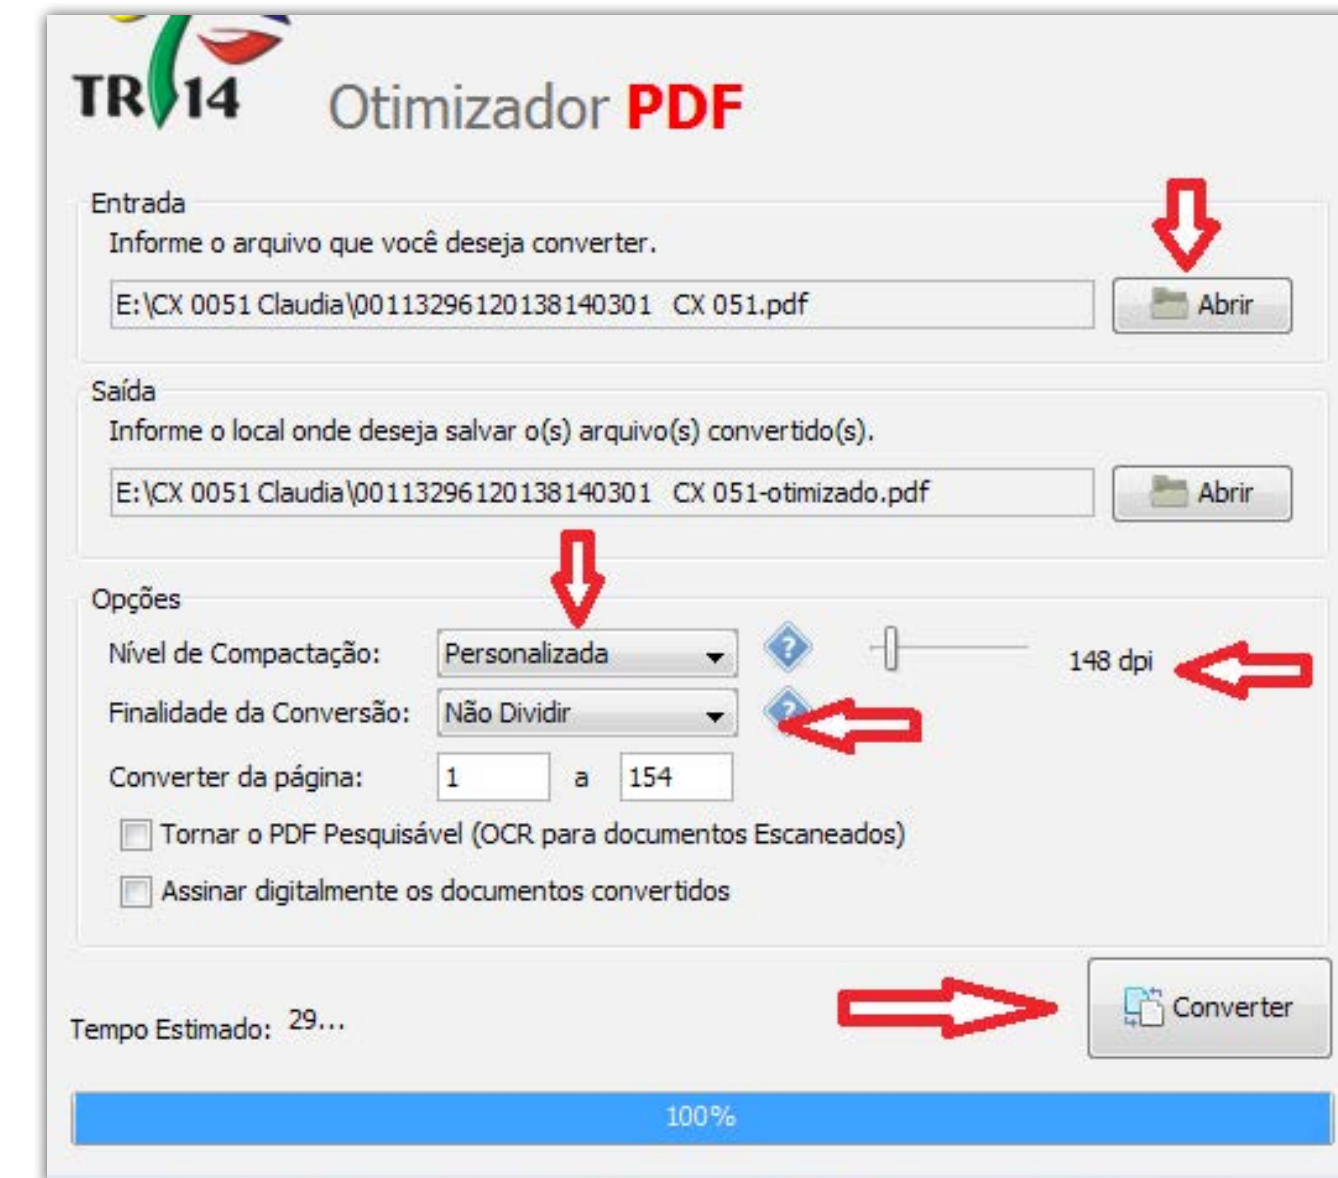 TR 14
Otimizador PDF
Entrada
Informe o arquivo que você deseja converter.
E:\CX 0051 Claudia\00113296120138140301 CX 051.pdf
Abrir
Saída
Informe o local onde deseja salvar o(s) arquivo(s) convertido(s).
E:\CX 0051 Claudia\00113296120138140301 CX 051-otimizado.pdf
Abrir
Opções
Nível de Compactação: Personalizada ? 148 dpi
Finalidade da Conversão: Não Dividir ?
Converter da página: 1 a 154
Tornar o PDF Pesquisável (OCR para documentos Escaneados)
Assinar digitalmente os documentos convertidos
Converter
Tempo Estimado: 29...
100%